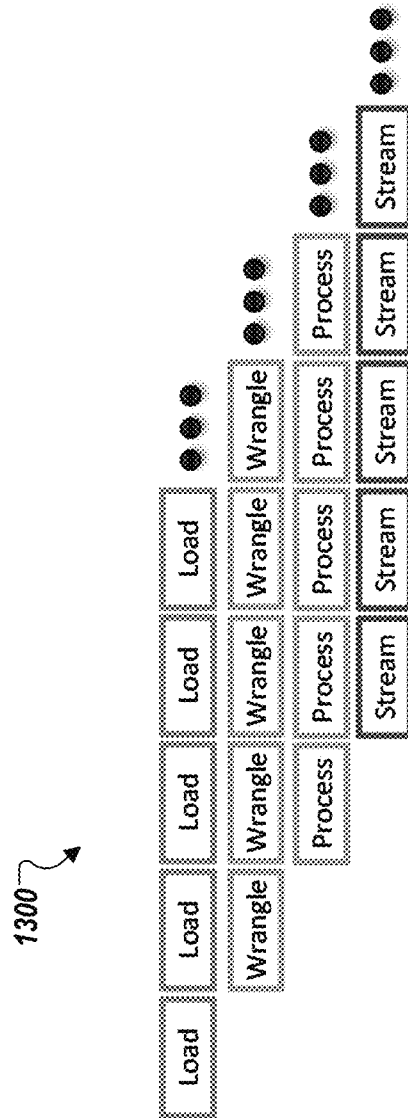 1300
Load Load Load Load Load
Wrangle Wrangle Wrangle Wrangle Wrangle
Process Process Process Process Process
Stream Stream Stream Stream Stream